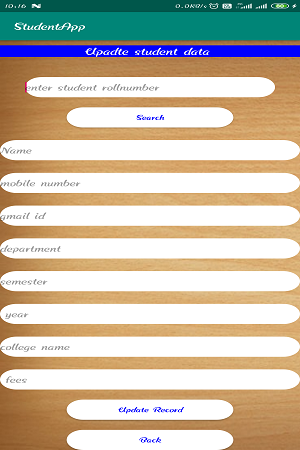 10:16 0.0KB/s
StudentApp
Upadte student data
enter student rollnumber
Search
Name
mobile number
gmail id
department
semester
year
college name
fees
Update Record
Back